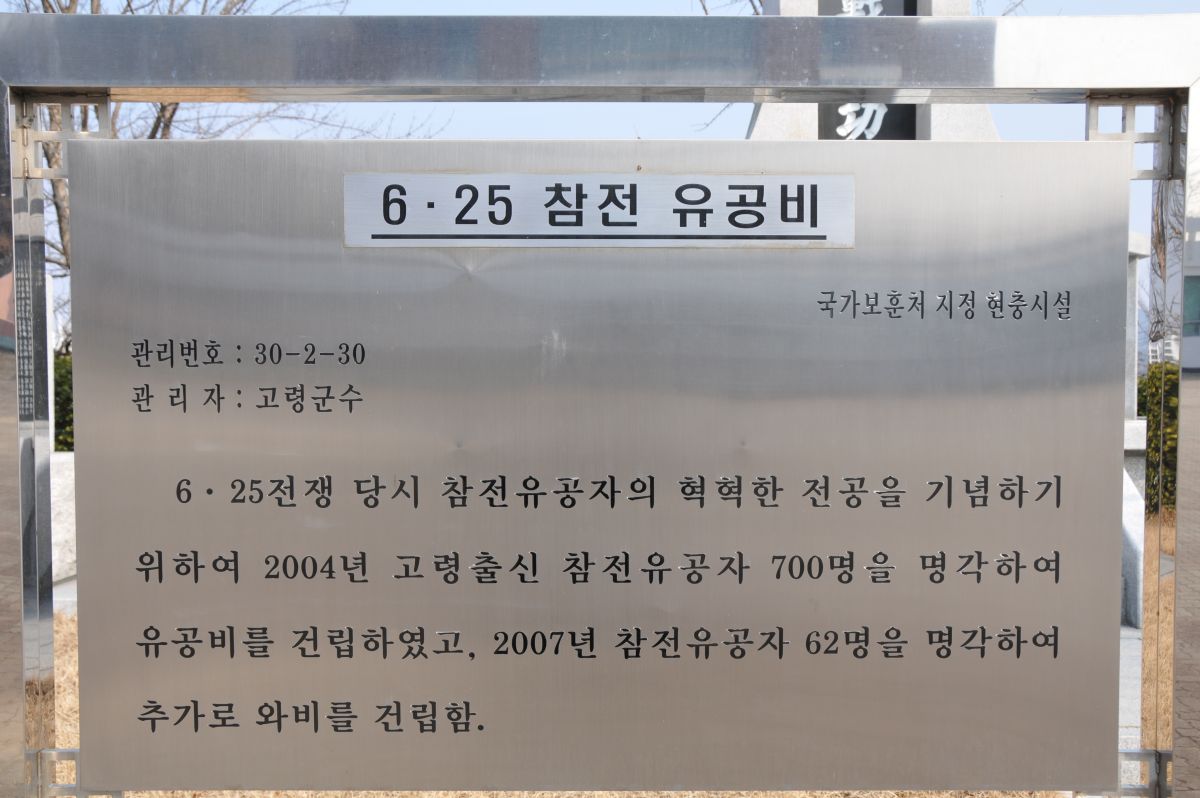 戰
功
6·25 참전 유공비
국가보훈처 지정 현충시설
관리번호 : 30-2-30
관 리 자 : 고령군수
6·25전쟁 당시 참전유공자의 혁혁한 전공을 기념하기
위하여 2004년 고령출신 참전유공자 700명을 명각하여
유공비를 건립하였고, 2007년 참전유공자 62명을 명각하여
추가로 와비를 건립함.